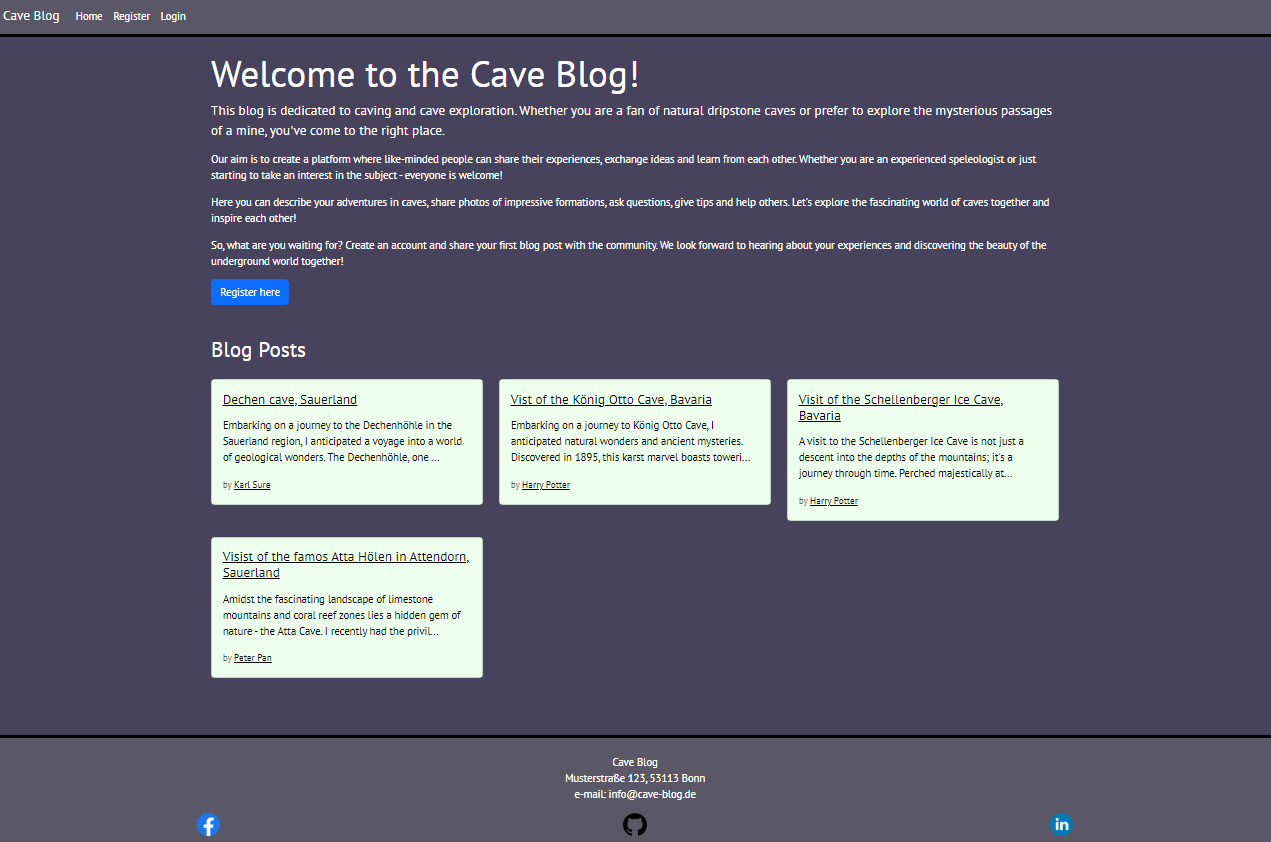 Cave Blog Home Register Login
Welcome to the Cave Blog!
This blog is dedicated to caving and cave exploration. Whether you are a fan of natural dripstone caves or prefer to explore the mysterious passages
of a mine, you've come to the right place.
Our aim is to create a platform where like-minded people can share their experiences, exchange ideas and learn from each other. Whether you are an experienced speleologist or just
starting to take an interest in the subject - everyone is welcome!
Here you can describe your adventures in caves, share photos of impressive formations, ask questions, give tips and help others. Let's explore the fascinating world of caves together and
inspire each other!
So, what are you waiting for? Create an account and share your first blog post with the community. We look forward to hearing about your experiences and discovering the beauty of the
underground world together!
Register here
Blog Posts
Dechen cave, Sauerland
Embarking on a journey to the Dechenhöhle in the
Sauerland region, I anticipated a voyage into a world
of geological wonders. The Dechenhöhle, one ...
by Karl Sure
Vist of the König Otto Cave, Bavaria
Embarking on a journey to König Otto Cave, I
anticipated natural wonders and ancient mysteries.
Discovered in 1895, this karst marvel boasts toweri...
by Harry Potter
Visit of the Schellenberger Ice Cave,
Bavaria
A visit to the Schellenberger Ice Cave is not just a
descent into the depths of the mountains; it's a
journey through time. Perched majestically at...
by Harry Potter
Visist of the famos Atta Hölen in Attendorn,
Sauerland
Amidst the fascinating landscape of limestone
mountains and coral reef zones lies a hidden gem of
nature - the Atta Cave. I recently had the privil...
by Peter Pan
Cave Blog
Musterstraße 123, 53113 Bonn
e-mail: info@cave-blog.de
in